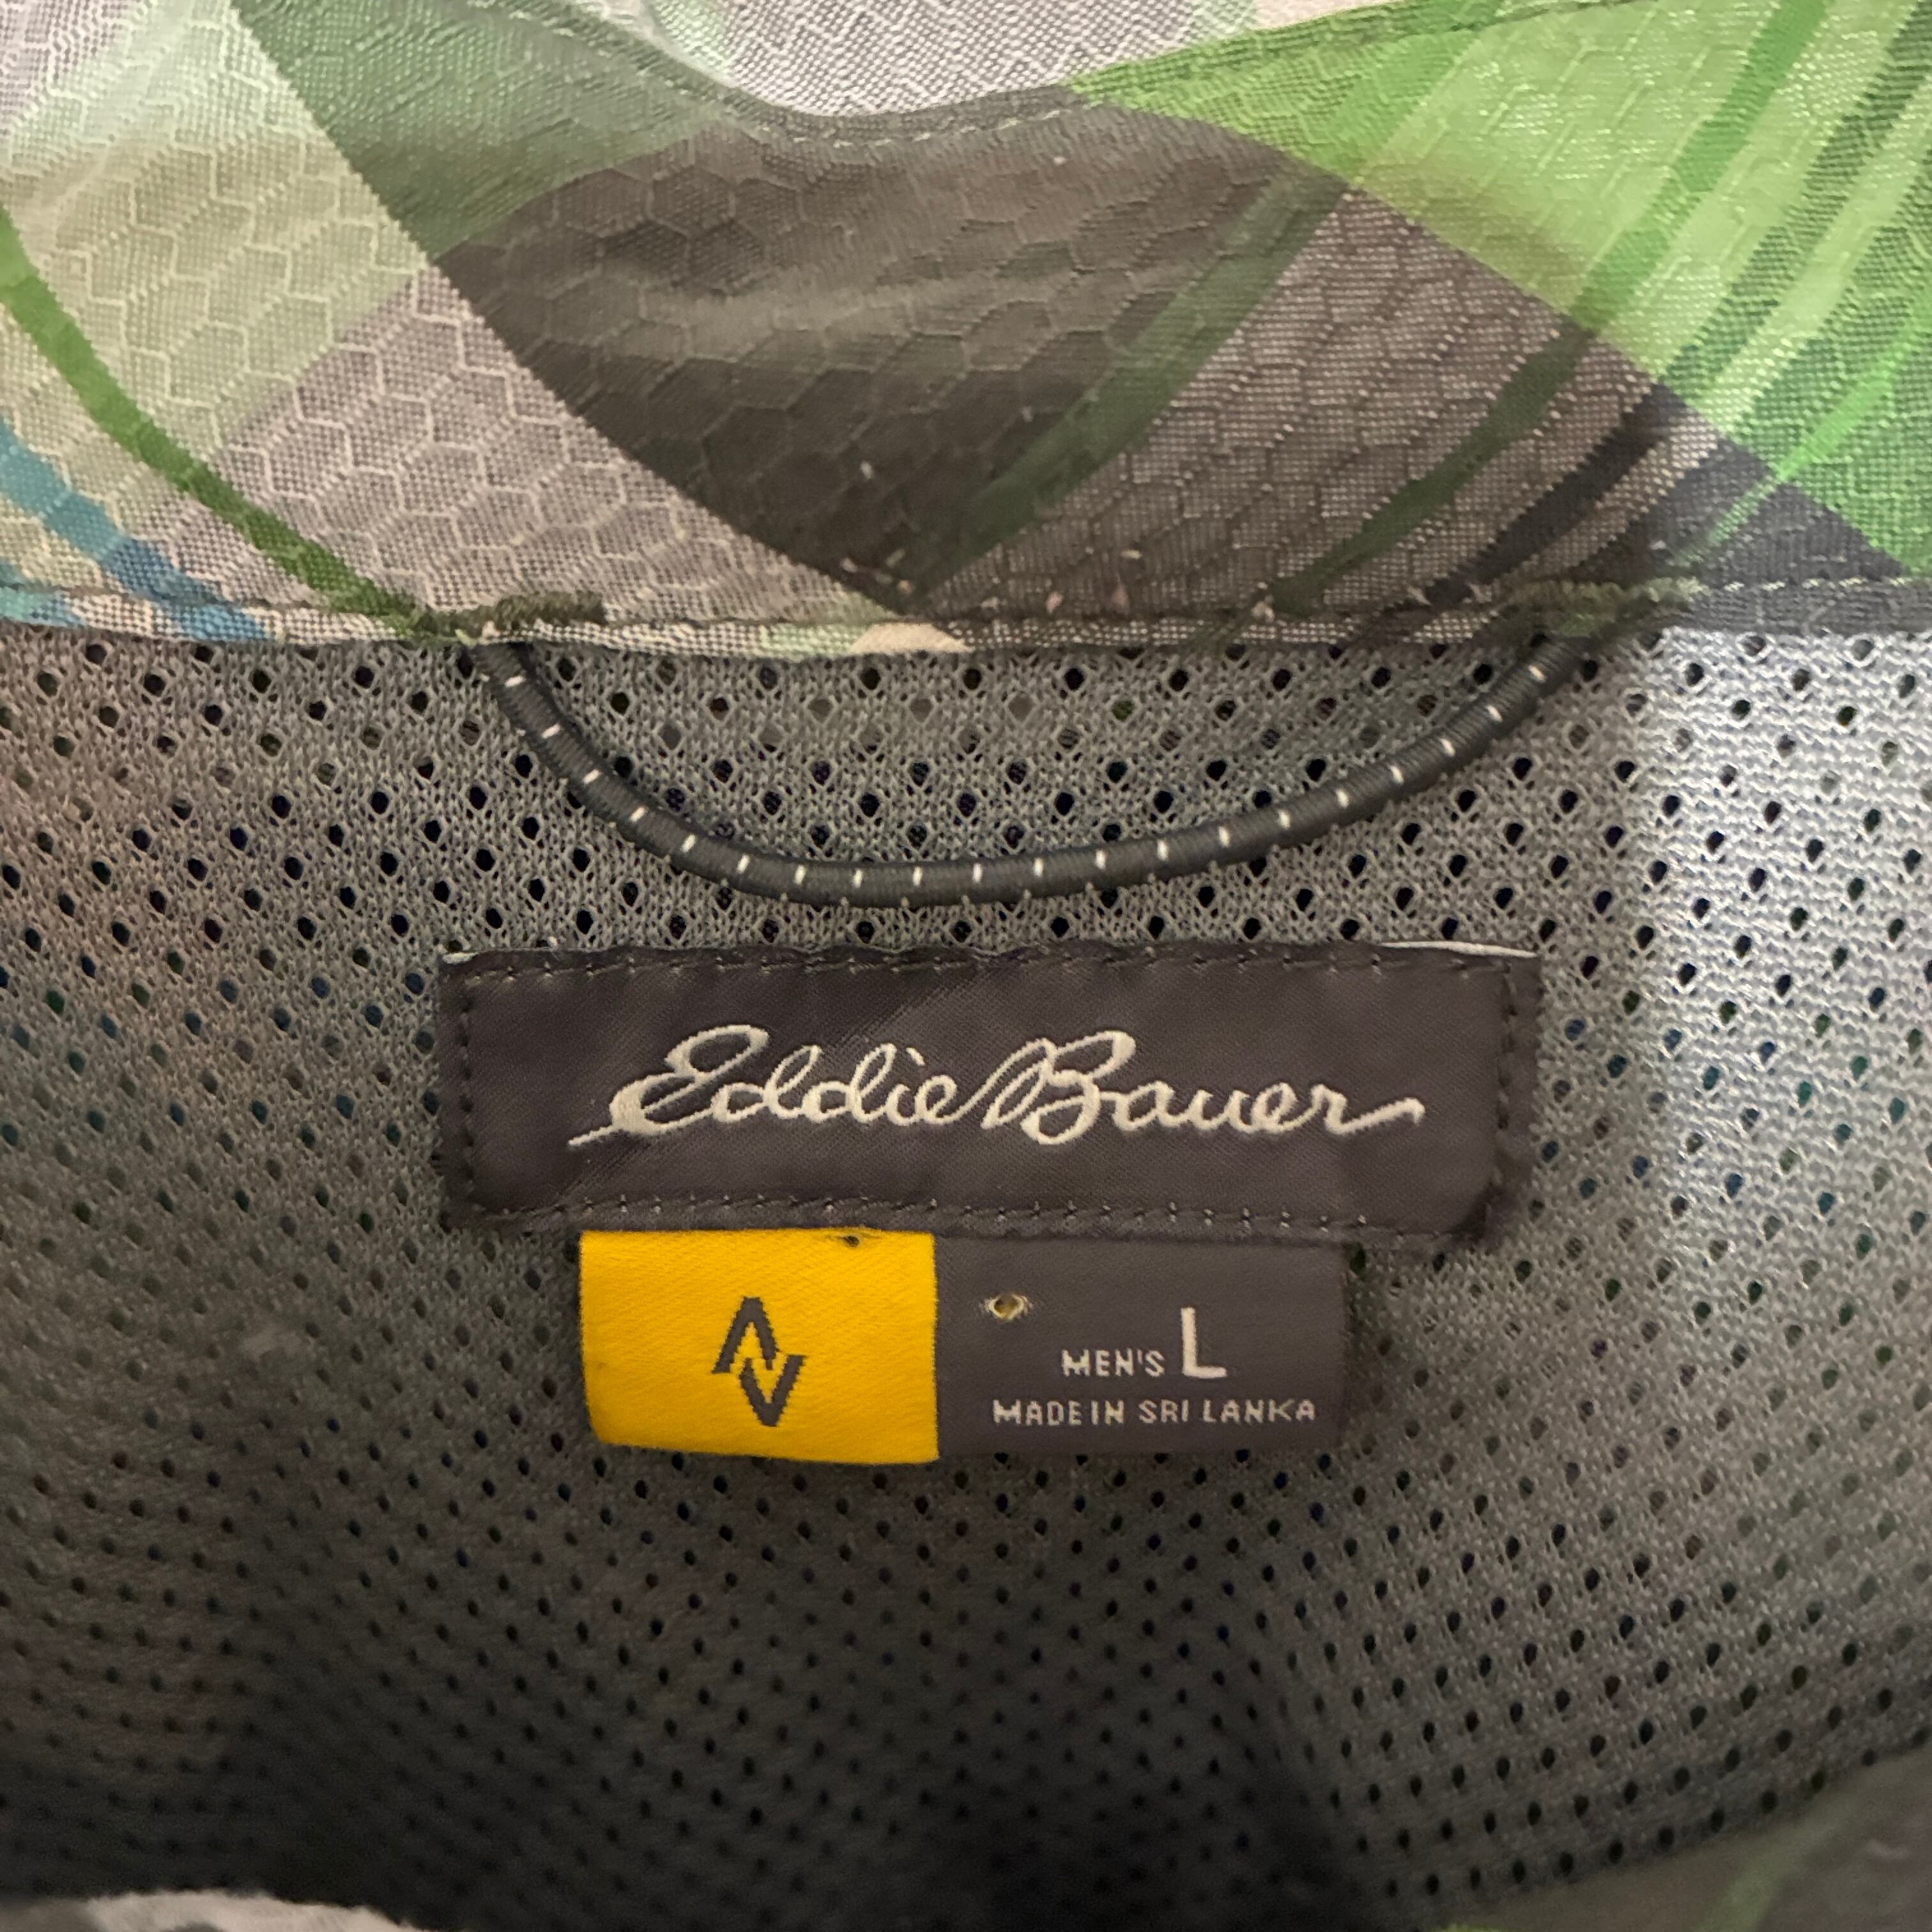 Eddie Bauer
MEN'S L
MADE IN SRI LANKA